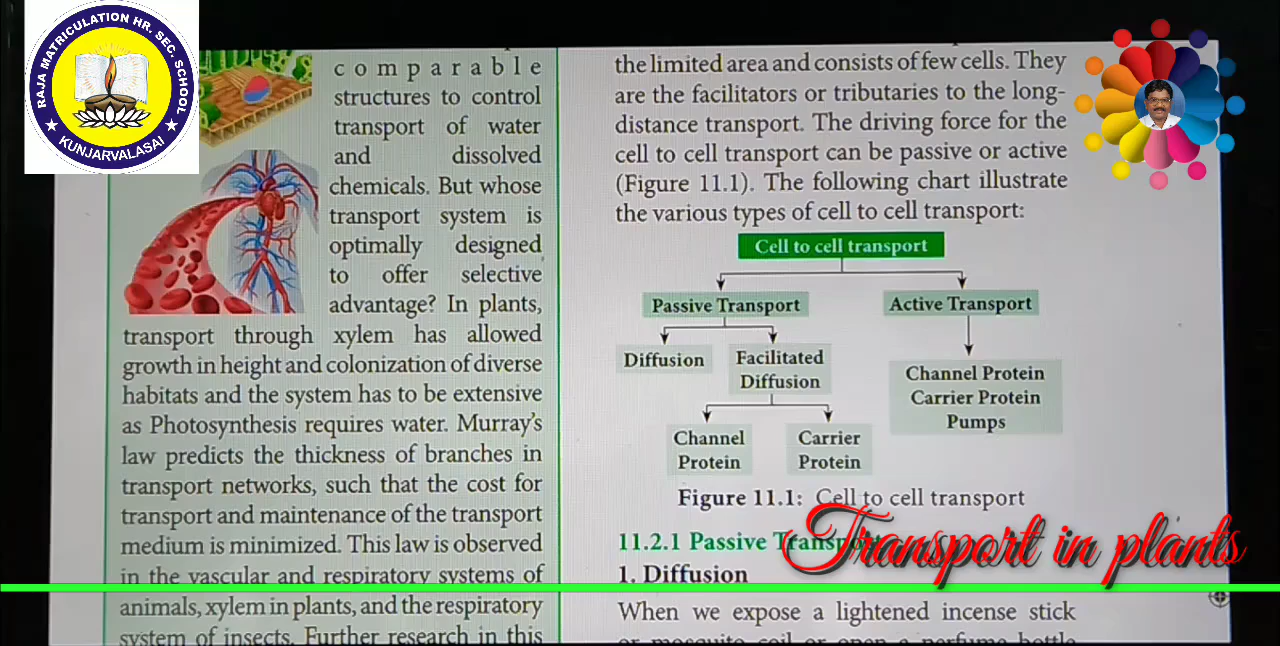 RAJA MATRICULATION HR. SEC. SCHOOL
★ KUNJARVALASAI ★
comparable
structures to control
transport of water
and dissolved
chemicals. But whose
transport system is
optimally designed
to offer selective
advantage? In plants,
transport through xylem has allowed
growth in height and colonization of diverse
habitats and the system has to be extensive
as Photosynthesis requires water. Murray's
law predicts the thickness of branches in
transport networks, such that the cost for
transport and maintenance of the transport
medium is minimized. This law is observed
in the vascular and respiratory systems of
animals, xylem in plants, and the respiratory
system of insects. Further research in this
the limited area and consists of few cells. They
are the facilitators or tributaries to the long-
distance transport. The driving force for the
cell to cell transport can be passive or active
(Figure 11.1). The following chart illustrate
the various types of cell to cell transport:
Cell to cell transport
Passive Transport
Active Transport
Diffusion
Facilitated
Diffusion
Channel Protein
Carrier Protein
Pumps
Channel
Protein
Carrier
Protein
Figure 11.1: Cell to cell transport
11.2.1 Passive Transport
1. Diffusion
When we expose a lightened incense stick
or mosquito coil or open a perfume bottle
Transport in plants